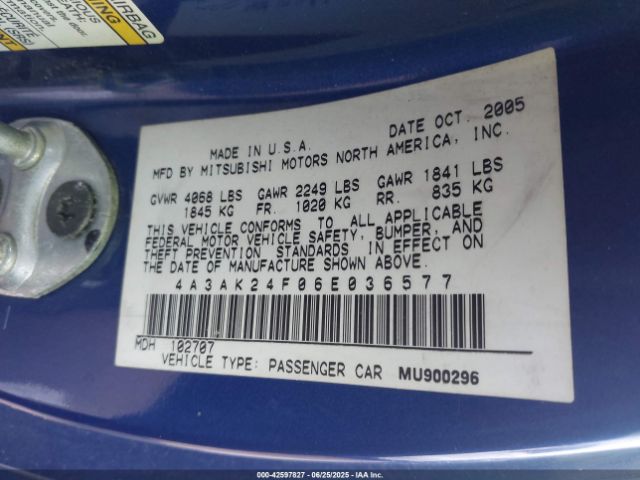 AIRBAG
WARNING
MADE IN U.S.A. DATE OCT. 2005
MFD BY MITSUBISHI MOTORS NORTH AMERICA, INC.
GVWR 4068 LBS GAWR 2249 LBS GAWR 1841 LBS
1845 KG FR. 1020 KG RR. 835 KG
THIS VEHICLE CONFORMS TO ALL APPLICABLE
FEDERAL MOTOR VEHICLE SAFETY, BUMPER, AND
THEFT PREVENTION STANDARDS IN EFFECT ON
THE DATE OF MANUFACTURE SHOWN ABOVE.
4A3AK24F06E036577
MDH 102707
VEHICLE TYPE: PASSENGER CAR MU900296
000-42597827 - 06/25/2025 - IAA Inc.